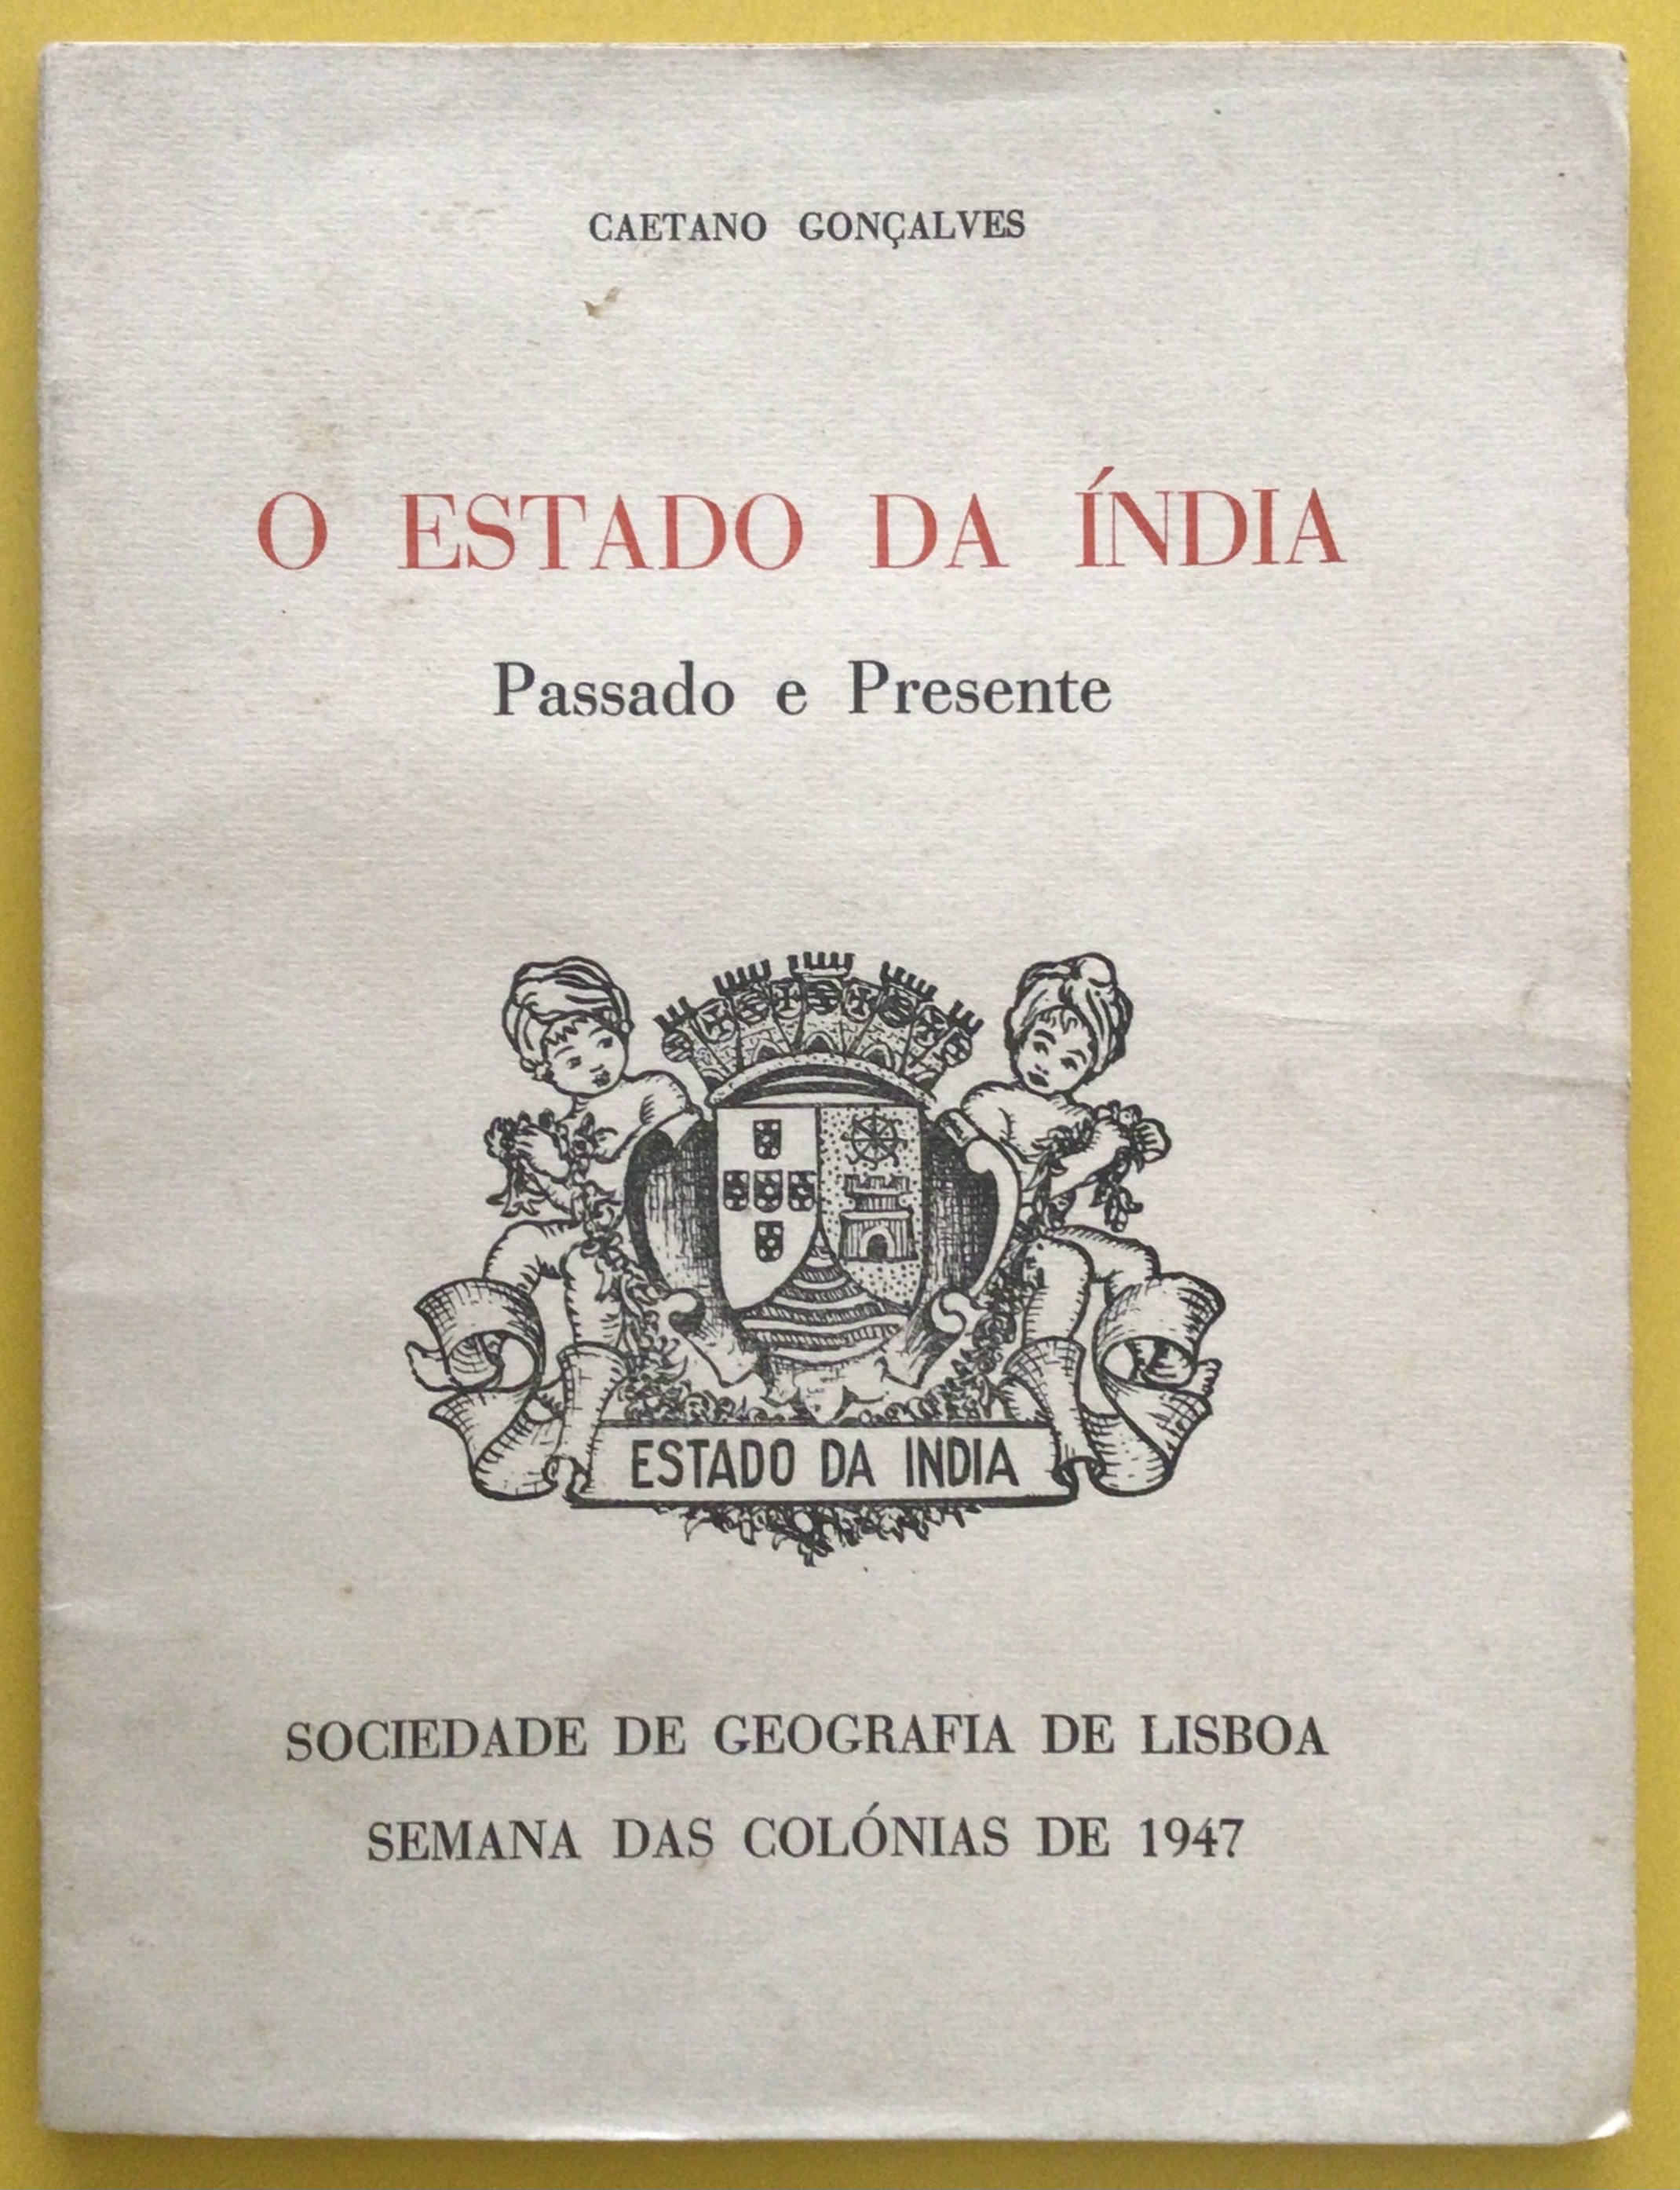 CAETANO GONÇALVES
O ESTADO DA ÍNDIA
Passado e Presente
ESTADO DA INDIA
SOCIEDADE DE GEOGRAFIA DE LISBOA
SEMANA DAS COLÓNIAS DE 1947